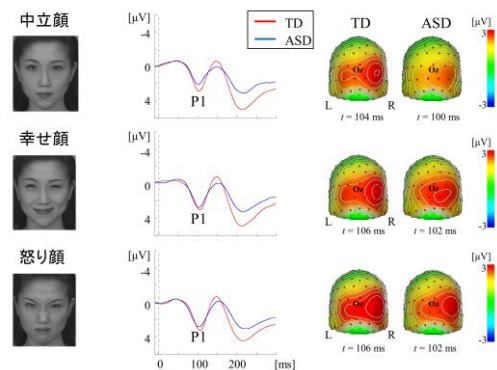 中立顔
[μV]
-4
0
4
P1
TD
ASD
TD
ASD
Oz
Oz
L
R
t = 104 ms
t = 100 ms
[μV]
3
-3
幸せ顔
[μV]
-4
0
4
P1
Oz
Oz
L
R
t = 106 ms
t = 102 ms
[μV]
3
-3
怒り顔
[μV]
-4
0
4
P1
0
100
200
[ms]
Oz
Oz
L
R
t = 106 ms
t = 102 ms
[μV]
3
-3